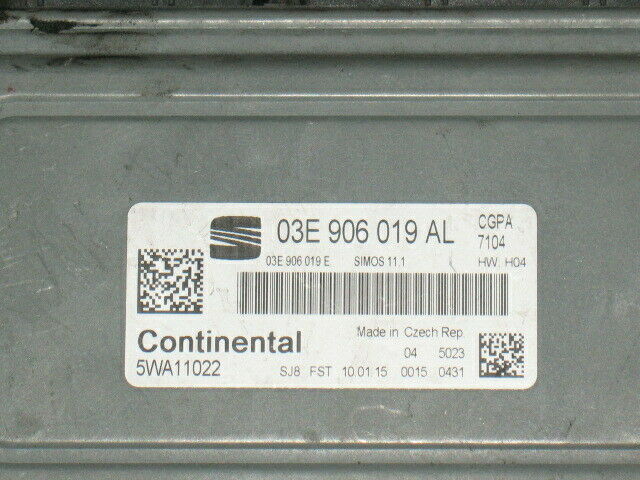 03E 906 019 AL
CGPA
7104
03E 906 019 E SIMOS 11.1 HW: H04
Continental
5WA11022
Made in Czech Rep.
04 5023
SJ8 FST 10.01.15 0015 0431